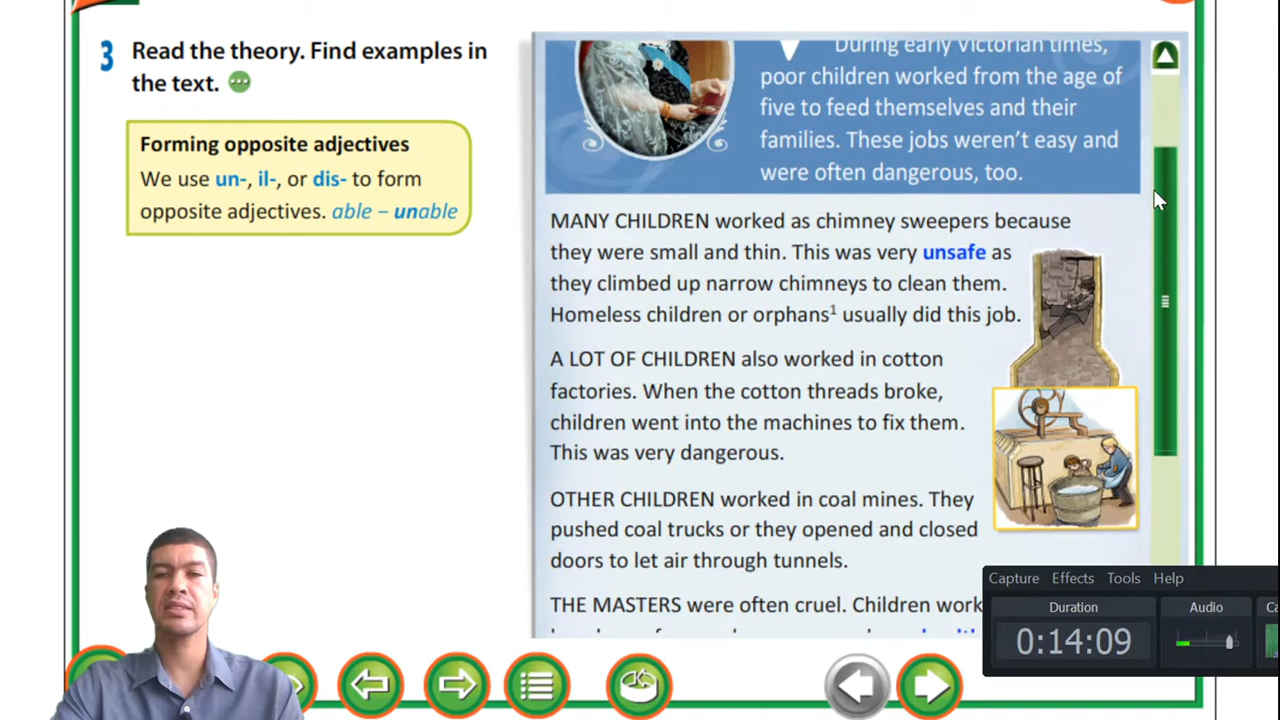 3 Read the theory. Find examples in
the text.
Forming opposite adjectives
We use un-, il-, or dis- to form
opposite adjectives. able – unable
During early Victorian times,
poor children worked from the age of
five to feed themselves and their
families. These jobs weren't easy and
were often dangerous, too.
MANY CHILDREN worked as chimney sweepers because
they were small and thin. This was very unsafe as
they climbed up narrow chimneys to clean them.
Homeless children or orphans¹ usually did this job.
A LOT OF CHILDREN also worked in cotton
factories. When the cotton threads broke,
children went into the machines to fix them.
This was very dangerous.
OTHER CHILDREN worked in coal mines. They
pushed coal trucks or they opened and closed
doors to let air through tunnels.
THE MASTERS were often cruel. Children work
Capture Effects Tools Help
Duration Audio Ca
0:14:09